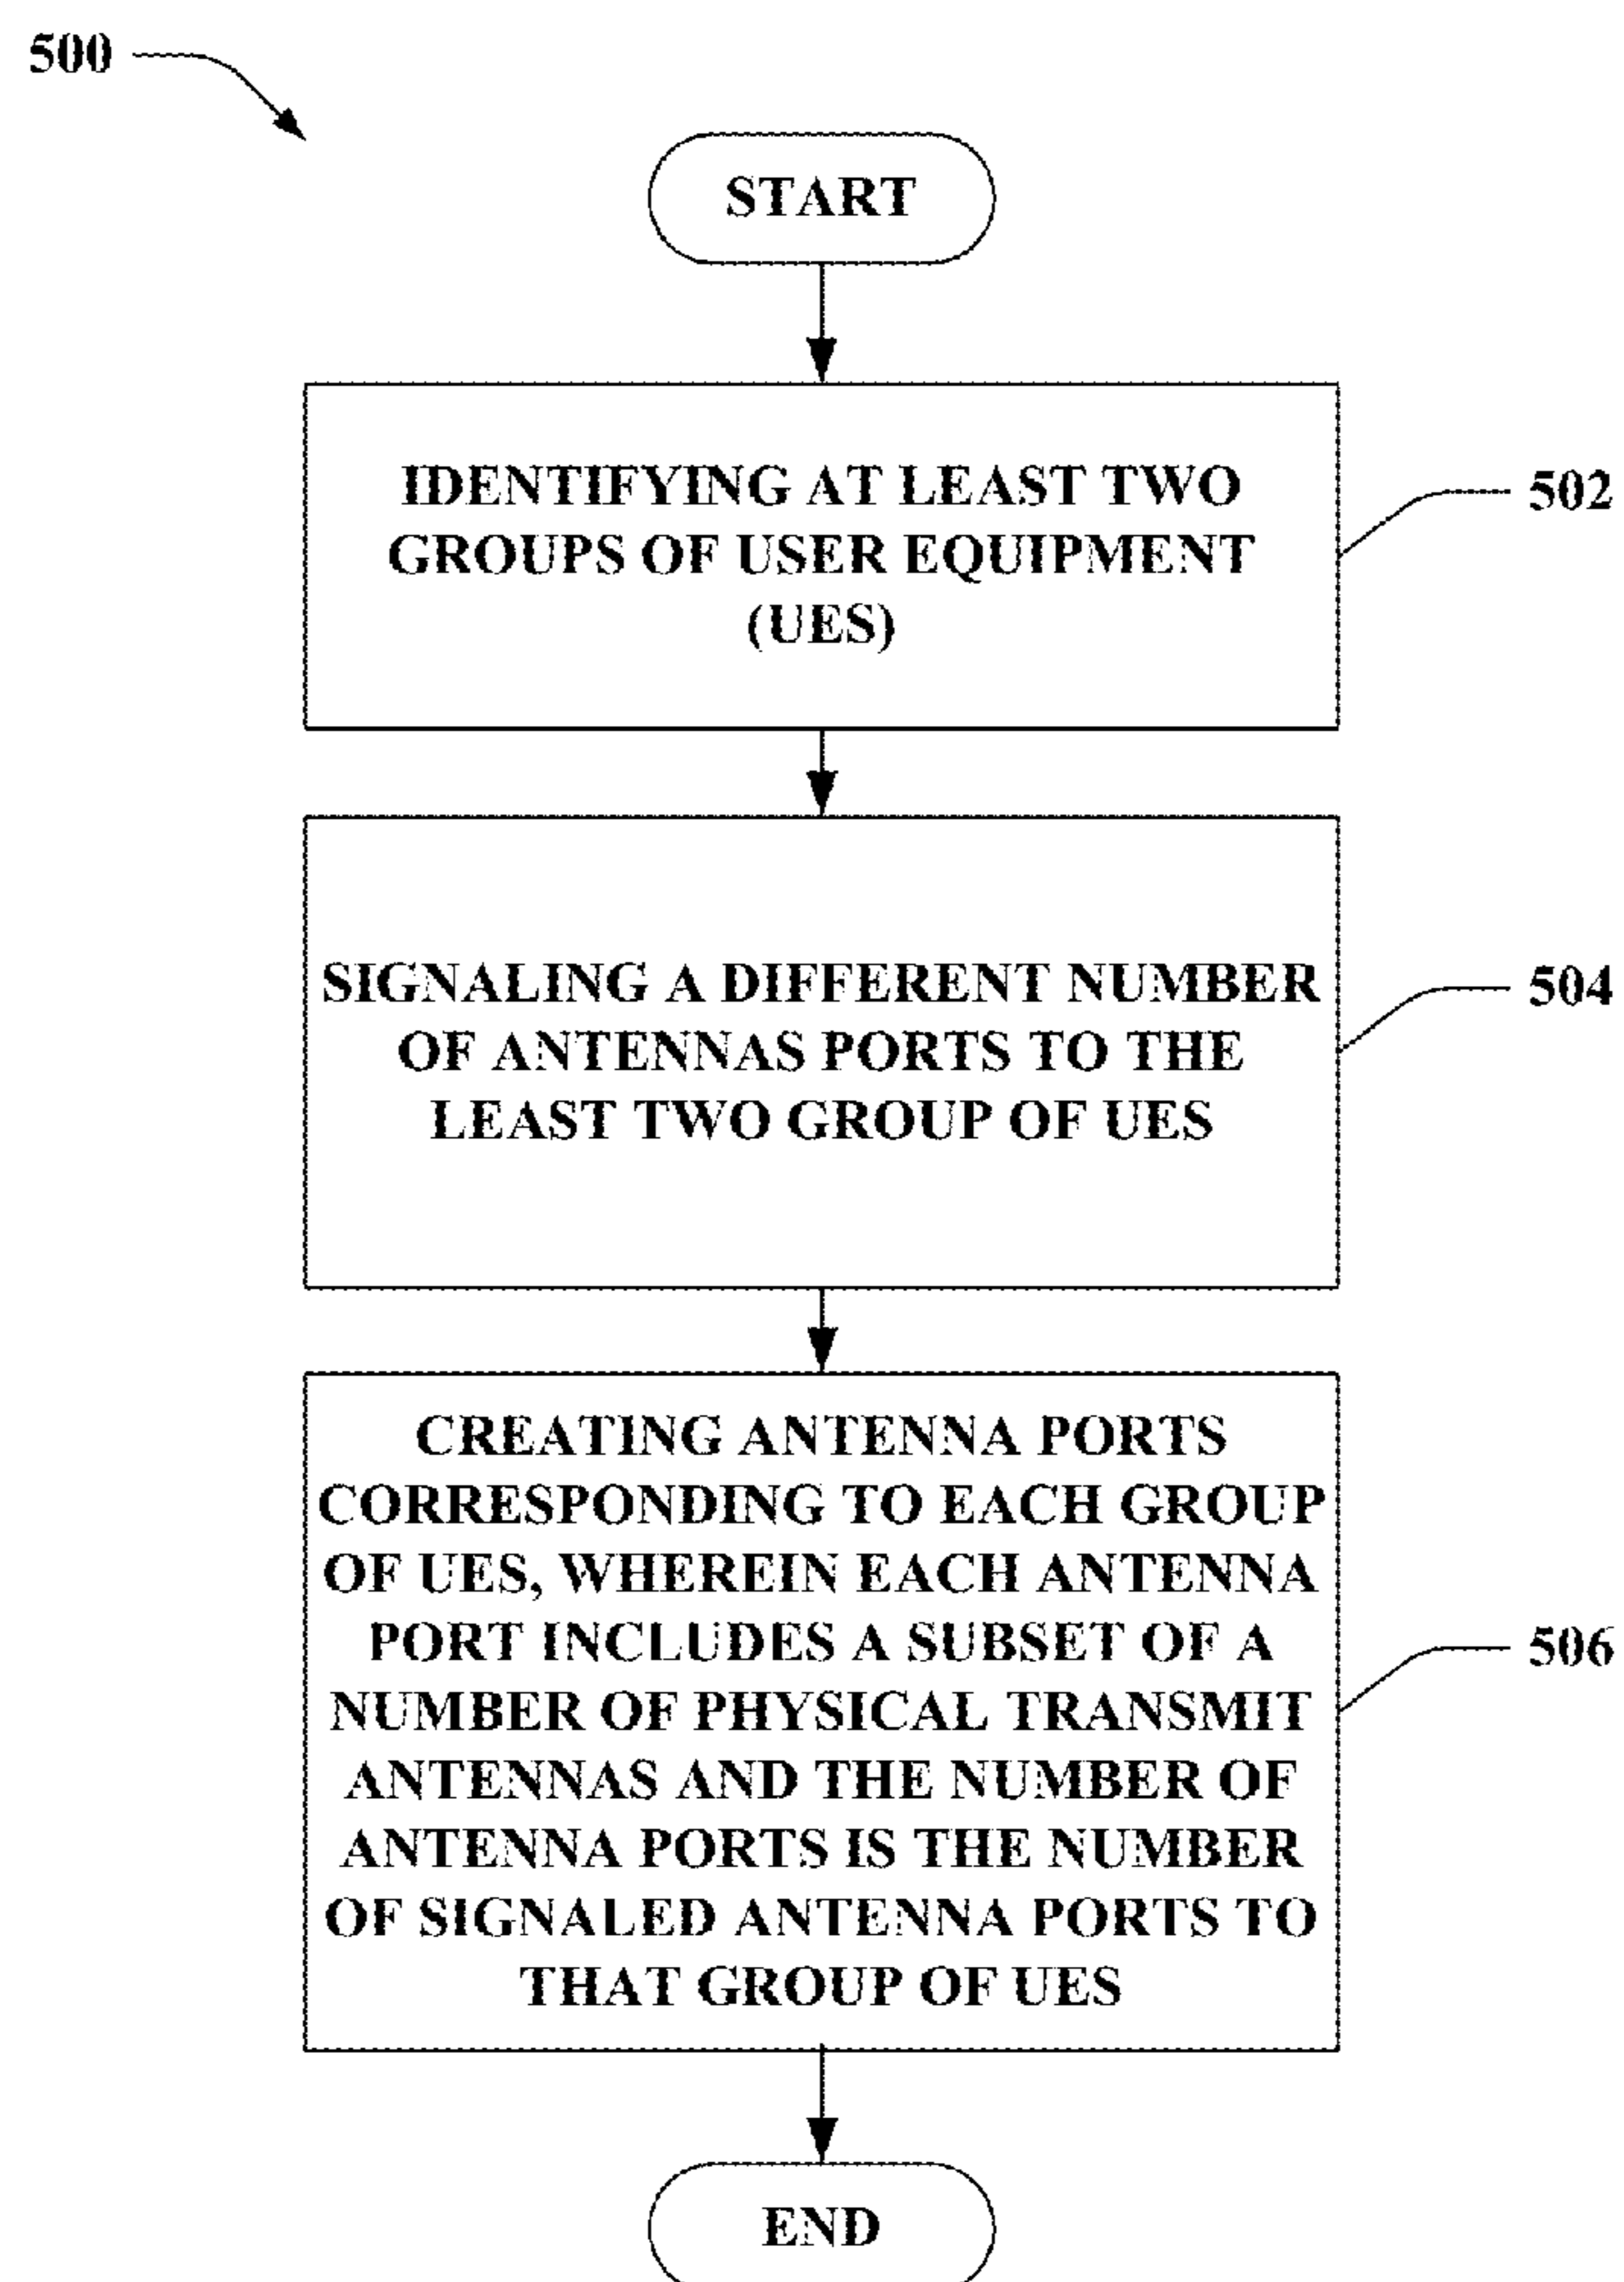 500
START
IDENTIFYING AT LEAST TWO
GROUPS OF USER EQUIPMENT
(UES)
502
SIGNALING A DIFFERENT NUMBER
OF ANTENNAS PORTS TO THE
LEAST TWO GROUP OF UES
504
CREATING ANTENNA PORTS
CORRESPONDING TO EACH GROUP
OF UES, WHEREIN EACH ANTENNA
PORT INCLUDES A SUBSET OF A
NUMBER OF PHYSICAL TRANSMIT
ANTENNAS AND THE NUMBER OF
ANTENNA PORTS IS THE NUMBER
OF SIGNALED ANTENNA PORTS TO
THAT GROUP OF UES
506
END